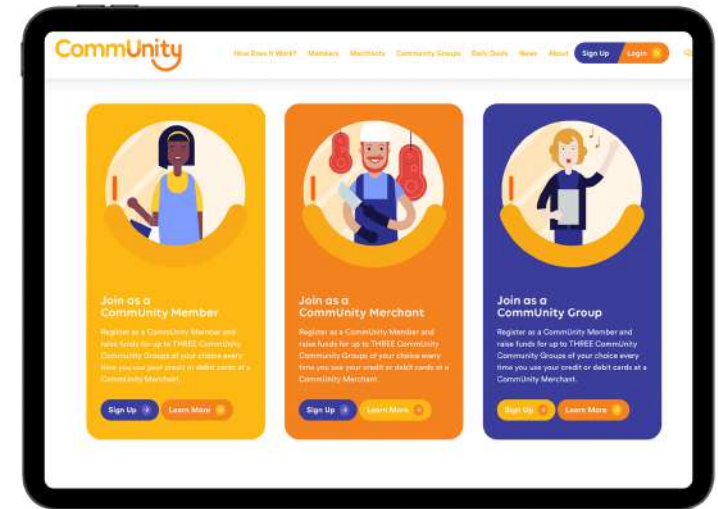 CommUnity
How Does It Work? Members Merchants Community Groups Daily Deals News About Sign Up Login
Join as a
CommUnity Member
Register as a CommUnity Member and
raise funds for up to THREE CommUnity
Community Groups of your choice every
time you use your credit or debit cards at a
CommUnity Merchant.
Sign Up Learn More
Join as a
CommUnity Merchant
Register as a CommUnity Member and
raise funds for up to THREE CommUnity
Community Groups of your choice every
time you use your credit or debit cards at a
CommUnity Merchant.
Sign Up Learn More
Join as a
CommUnity Group
Register as a CommUnity Member and
raise funds for up to THREE CommUnity
Community Groups of your choice every
time you use your credit or debit cards at a
CommUnity Merchant.
Sign Up Learn More